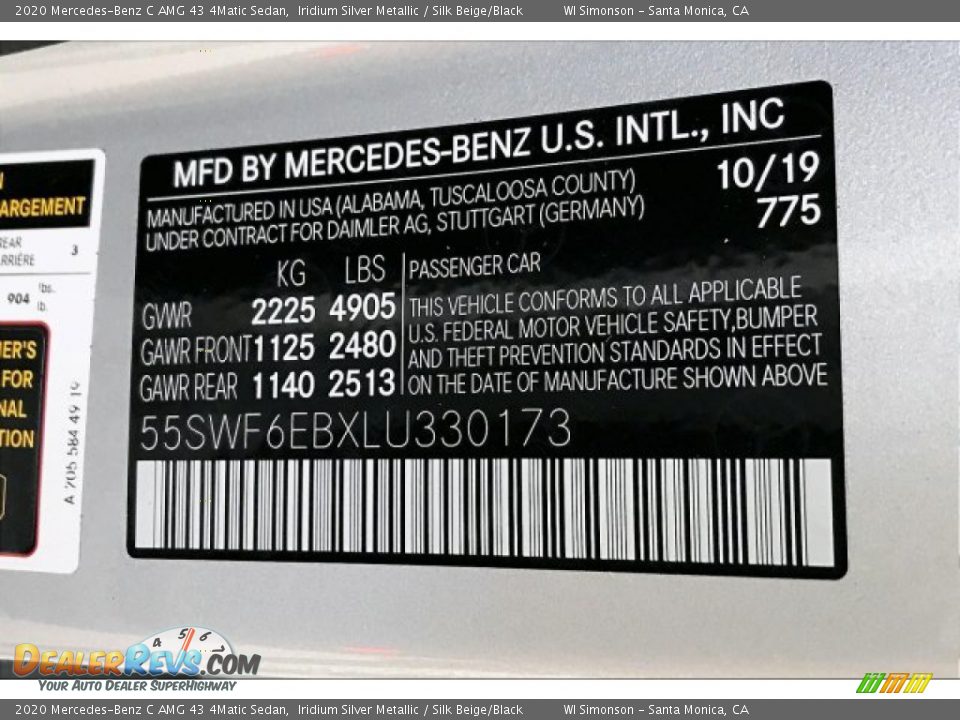 2020 Mercedes-Benz C AMG 43 4Matic Sedan, Iridium Silver Metallic / Silk Beige/Black WI Simonson - Santa Monica, CA
ARGEMENT
REAR
ARRIÈRE 3
904 lbs.
lb.
FOR
A 205 584 49 19
MFD BY MERCEDES-BENZ U.S. INTL., INC
MANUFACTURED IN USA (ALABAMA, TUSCALOOSA COUNTY) 10/19
UNDER CONTRACT FOR DAIMLER AG, STUTTGART (GERMANY) 775
KG LBS PASSENGER CAR
GVWR 2225 4905
GAWR FRONT 1125 2480
GAWR REAR 1140 2513
THIS VEHICLE CONFORMS TO ALL APPLICABLE
U.S. FEDERAL MOTOR VEHICLE SAFETY,BUMPER
AND THEFT PREVENTION STANDARDS IN EFFECT
ON THE DATE OF MANUFACTURE SHOWN ABOVE
55SWF6EBXLU330173
4 5 6 7
DEALERREVS.COM
YOUR AUTO DEALER SUPERHIGHWAY
2020 Mercedes-Benz C AMG 43 4Matic Sedan, Iridium Silver Metallic / Silk Beige/Black WI Simonson - Santa Monica, CA